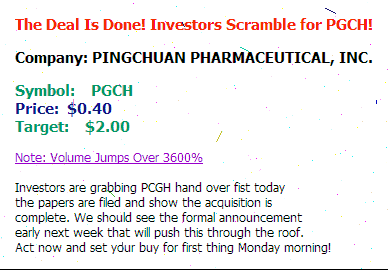 The Deal Is Done! Investors Scramble for PGCH!
Company: PINGCHUAN PHARMACEUTICAL, INC.
Symbol: PGCH
Price: $0.40
Target: $2.00
Note: Volume Jumps Over 3600%
Investors are grabbing PCGH hand over fist today
the papers are filed and show the acquisition is
complete. We should see the formal announcement
early next week that will push this through the roof.
Act now and set your buy for first thing Monday morning!